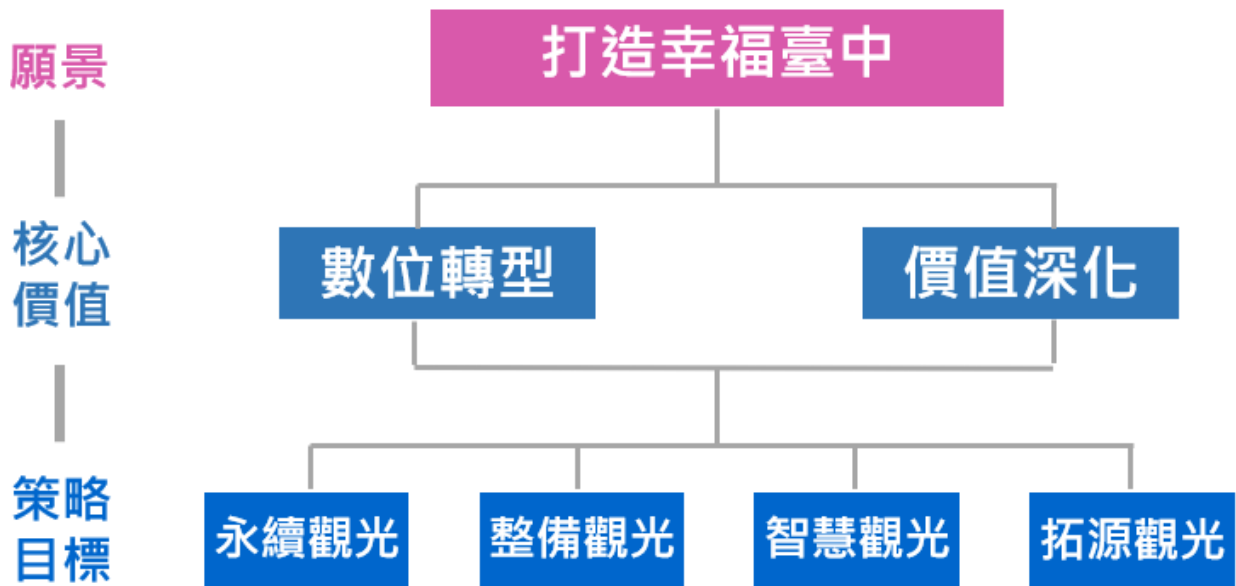 願景
打造幸福臺中
核心
價值
數位轉型
價值深化
策略
目標
永續觀光
整備觀光
智慧觀光
拓源觀光